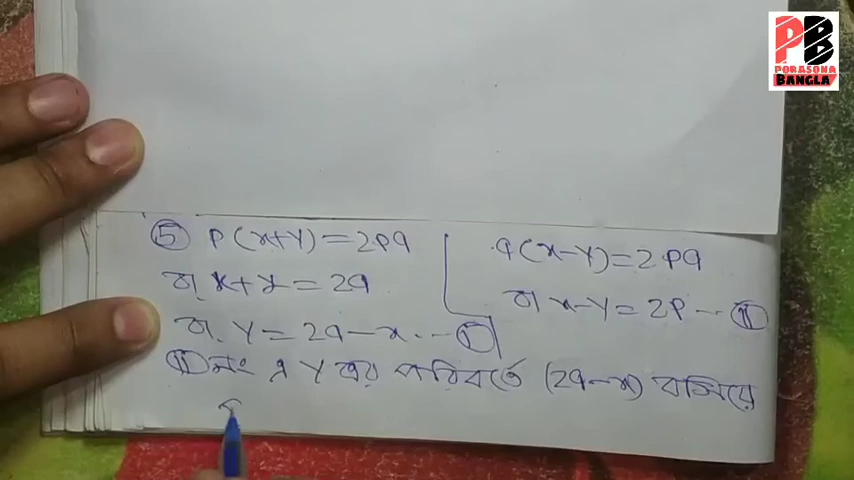 PB
PORASONA
BANGLA
⑤ P(x+y)=2pq
বা, x+y=2q
বা, y=2q-x ... ⓘ
q(x-y)=2pq
বা x-y=2p ... ⓘⓘ
ⓘⓘ নং এ y এর পরিবর্তে (2q-x) বসিয়ে